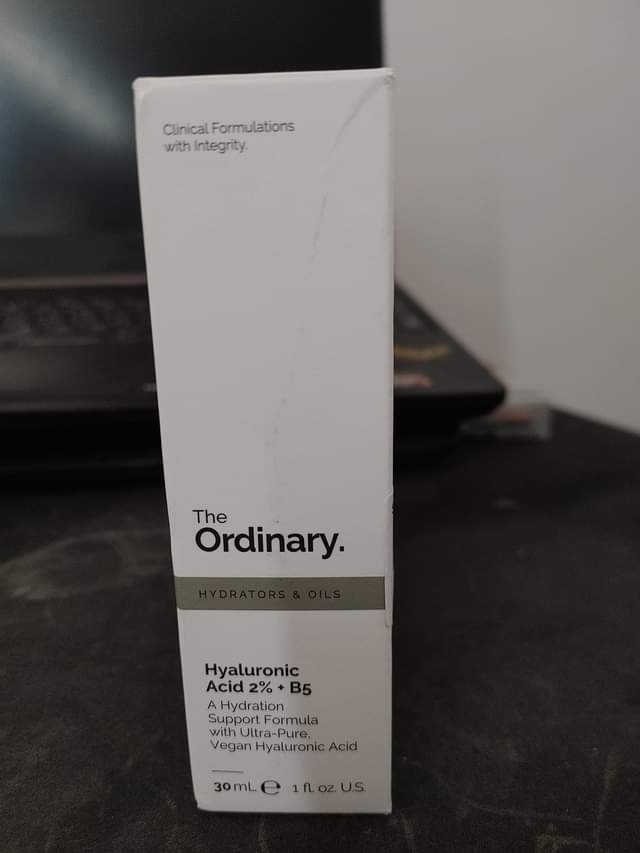 Clinical Formulations
with Integrity.
The
Ordinary.
HYDRATORS & OILS
Hyaluronic
Acid 2% + B5
A Hydration
Support Formula
with Ultra-Pure,
Vegan Hyaluronic Acid
30 mL ℮ 1 fl. oz. U.S.